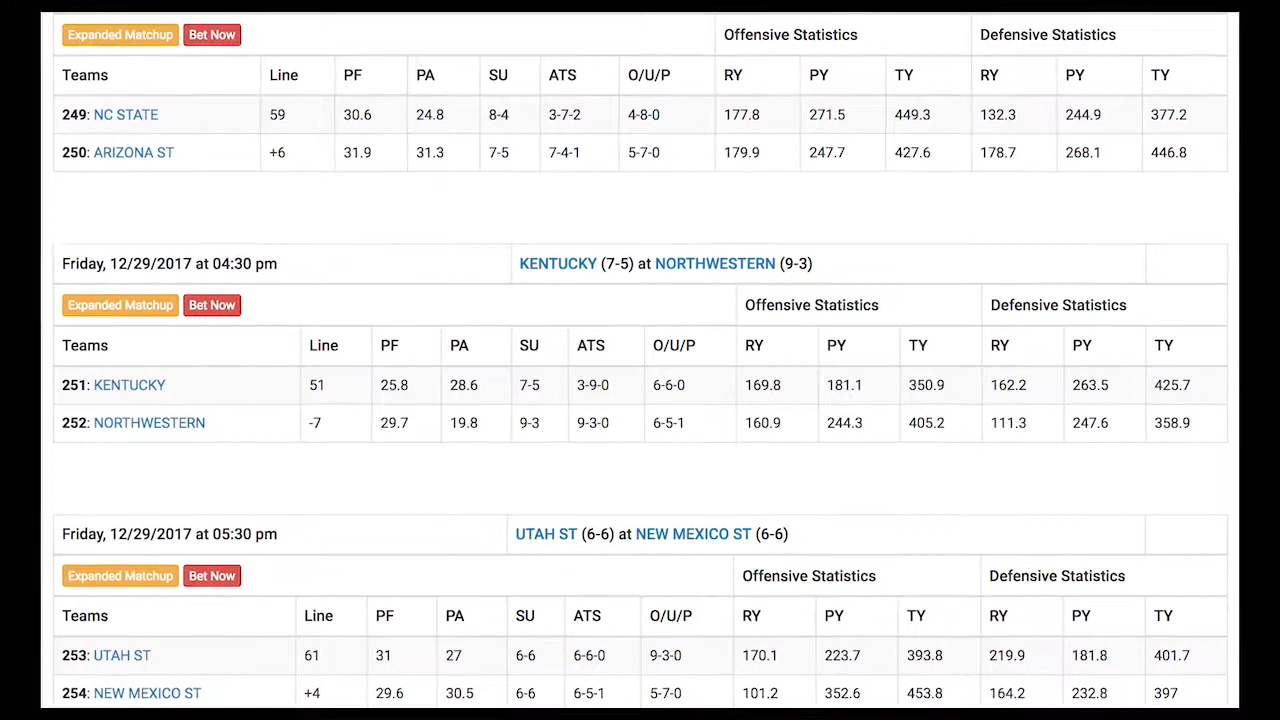 Expanded Matchup Bet Now Offensive Statistics Defensive Statistics
Teams Line PF PA SU ATS O/U/P RY PY TY RY PY TY
249: NC STATE 59 30.6 24.8 8-4 3-7-2 4-8-0 177.8 271.5 449.3 132.3 244.9 377.2
250: ARIZONA ST +6 31.9 31.3 7-5 7-4-1 5-7-0 179.9 247.7 427.6 178.7 268.1 446.8
Friday, 12/29/2017 at 04:30 pm KENTUCKY (7-5) at NORTHWESTERN (9-3)
Expanded Matchup Bet Now Offensive Statistics Defensive Statistics
Teams Line PF PA SU ATS O/U/P RY PY TY RY PY TY
251: KENTUCKY 51 25.8 28.6 7-5 3-9-0 6-6-0 169.8 181.1 350.9 162.2 263.5 425.7
252: NORTHWESTERN -7 29.7 19.8 9-3 9-3-0 6-5-1 160.9 244.3 405.2 111.3 247.6 358.9
Friday, 12/29/2017 at 05:30 pm UTAH ST (6-6) at NEW MEXICO ST (6-6)
Expanded Matchup Bet Now Offensive Statistics Defensive Statistics
Teams Line PF PA SU ATS O/U/P RY PY TY RY PY TY
253: UTAH ST 61 31 27 6-6 6-6-0 9-3-0 170.1 223.7 393.8 219.9 181.8 401.7
254: NEW MEXICO ST +4 29.6 30.5 6-6 6-5-1 5-7-0 101.2 352.6 453.8 164.2 232.8 397